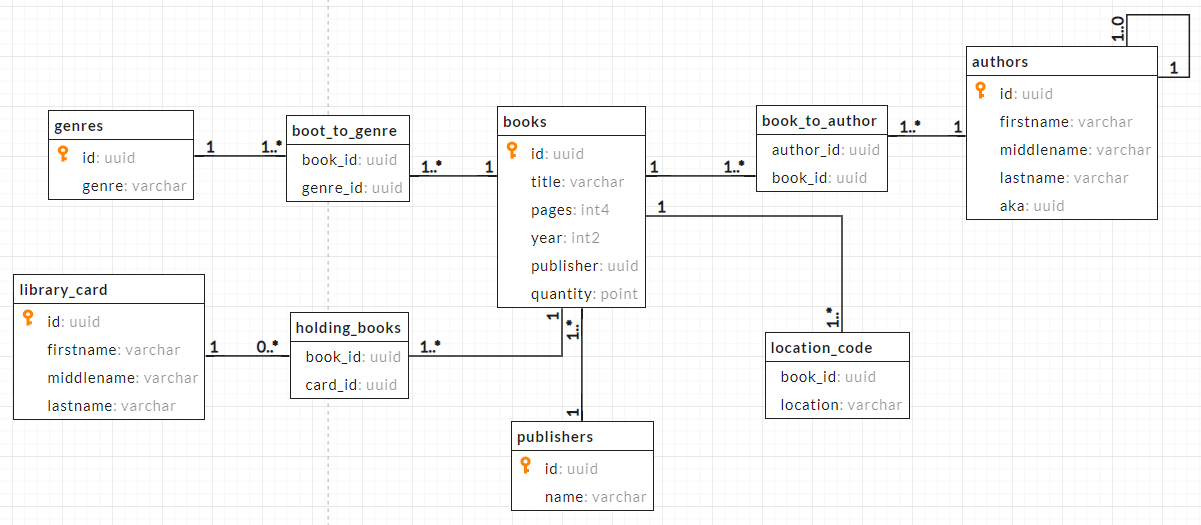 genres
id: uuid
genre: varchar
1
1..*
boot_to_genre
book_id: uuid
genre_id: uuid
1..*
1
books
id: uuid
title: varchar
pages: int4
year: int2
publisher: uuid
quantity: point
1
1..*
book_to_author
author_id: uuid
book_id: uuid
1..*
1
authors
id: uuid
firstname: varchar
middlename: varchar
lastname: varchar
aka: uuid
1..0
1
1
1..*
location_code
book_id: uuid
location: varchar
library_card
id: uuid
firstname: varchar
middlename: varchar
lastname: varchar
1
0..*
holding_books
book_id: uuid
card_id: uuid
1..*
1
1..*
1
publishers
id: uuid
name: varchar